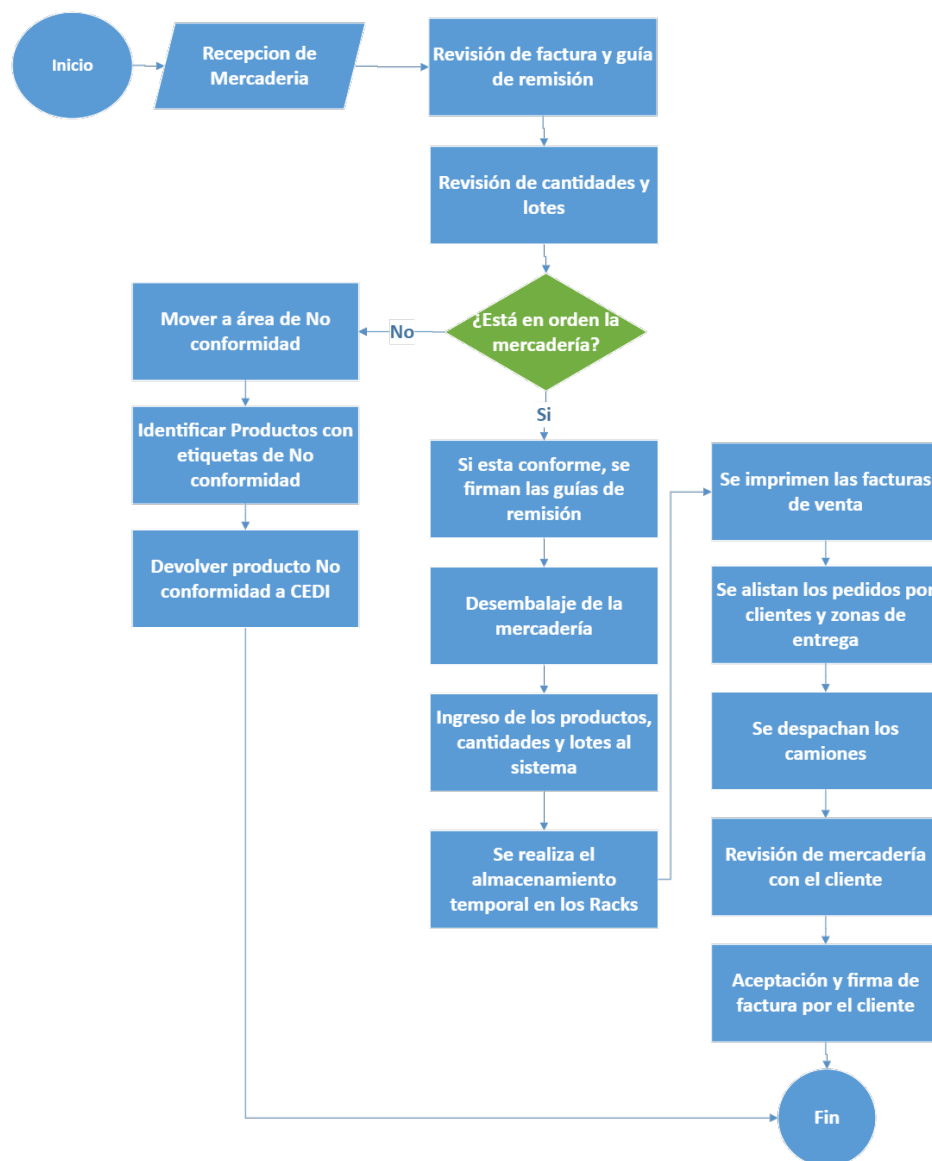 Inicio
Recepcion de
Mercaderia
Revisión de factura y guía
de remisión
Revisión de cantidades y
lotes
¿Está en orden la
mercadería?
No
Mover a área de No
conformidad
Identificar Productos con
etiquetas de No
conformidad
Devolver producto No
conformidad a CEDI
Si
Si esta conforme, se
firman las guías de
remisión
Desembalaje de la
mercadería
Ingreso de los productos,
cantidades y lotes al
sistema
Se realiza el
almacenamiento
temporal en los Racks
Se imprimen las facturas
de venta
Se alistan los pedidos por
clientes y zonas de
entrega
Se despachan los
camiones
Revisión de mercadería
con el cliente
Aceptación y firma de
factura por el cliente
Fin